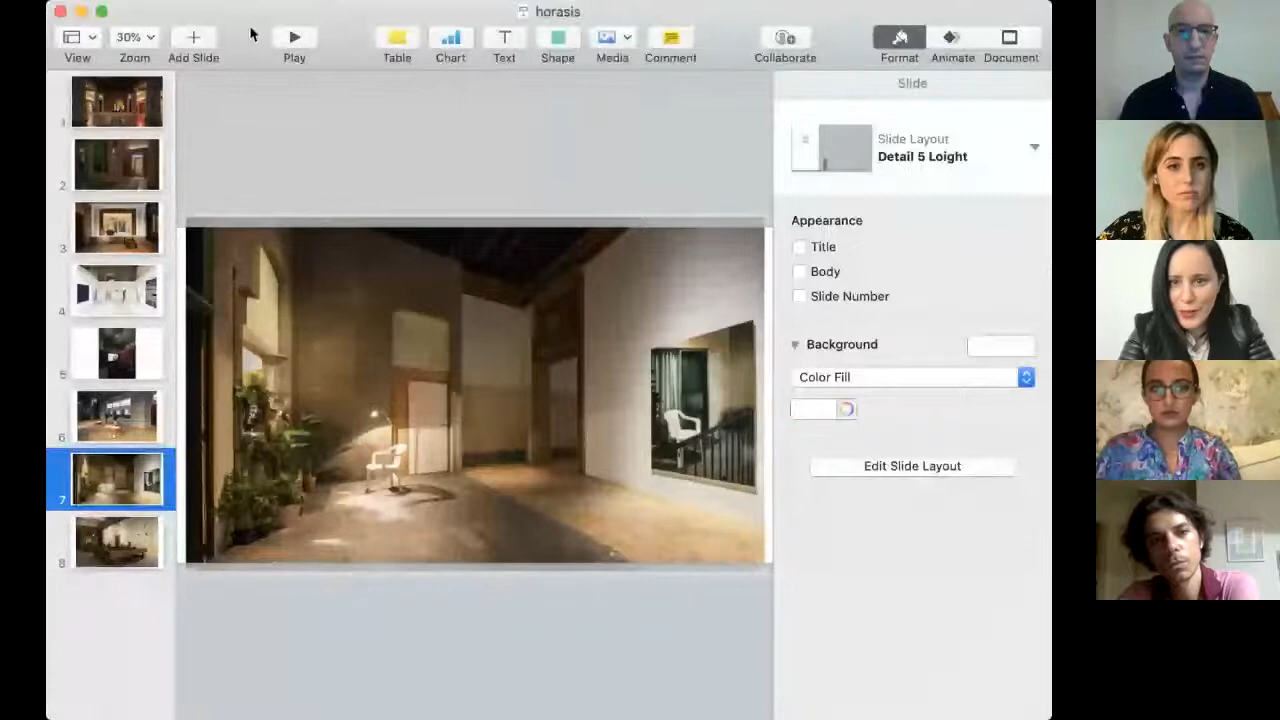 horasis
30%
View
Zoom
Add Slide
Play
Table
Chart
Text
Shape
Media
Comment
Collaborate
Format
Animate
Document
Slide
1
2
3
4
5
6
7
8
Slide Layout
Detail 5 Loight
Appearance
Title
Body
Slide Number
Background
Color Fill
Edit Slide Layout